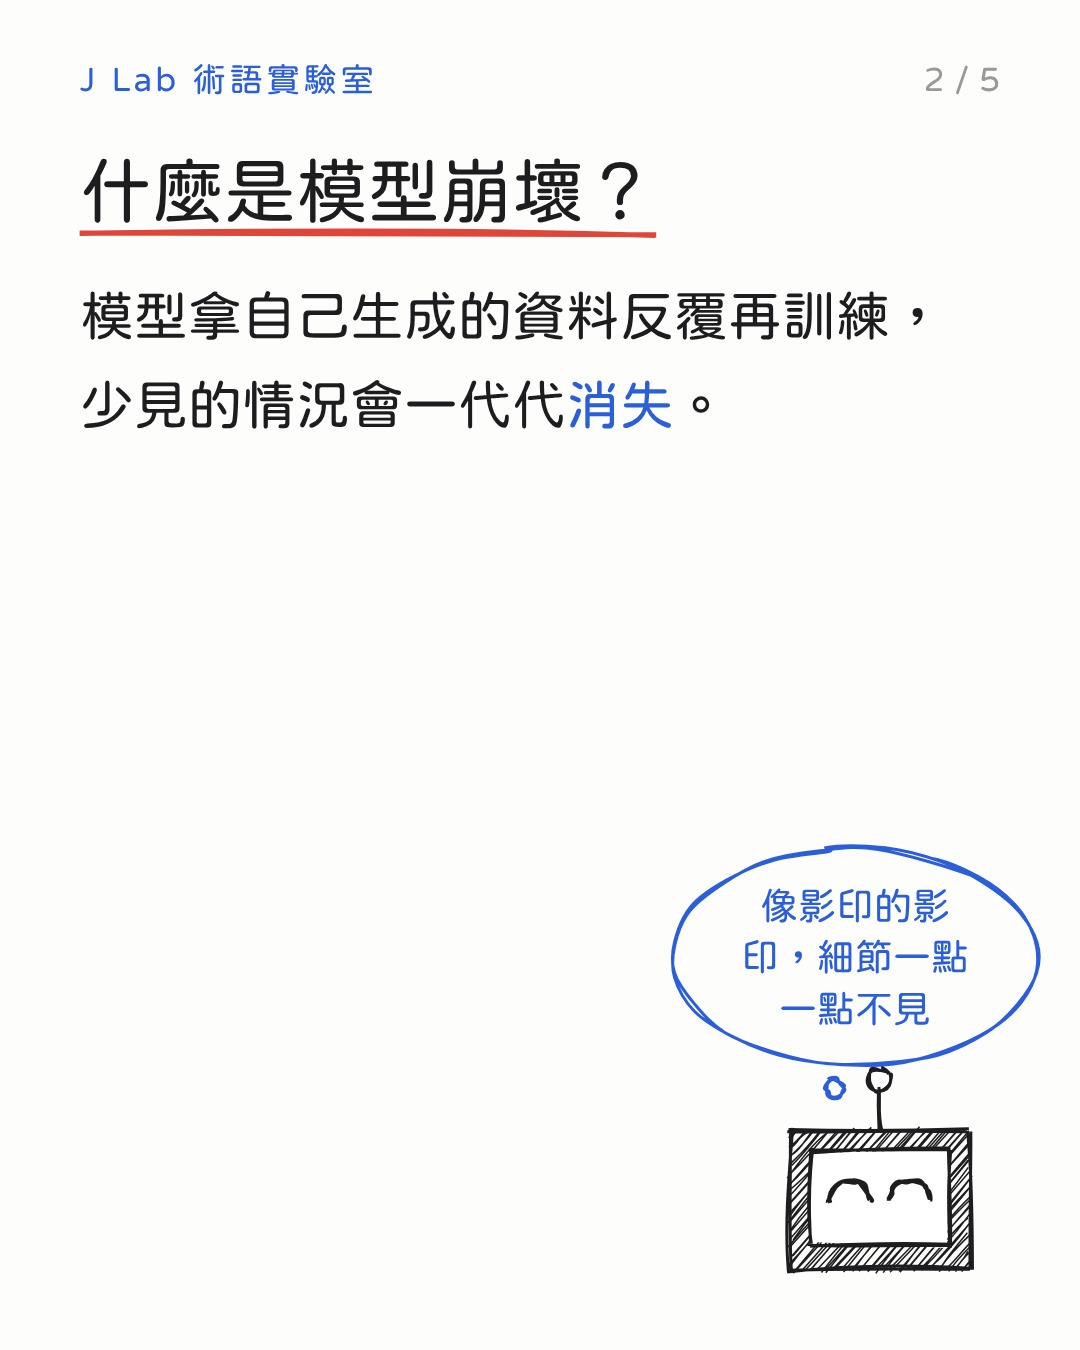 J Lab 術語實驗室
2 / 5
什麼是模型崩壞？
模型拿自己生成的資料反覆再訓練，
少見的情況會一代代消失。
像影印的影
印，細節一點
一點不見